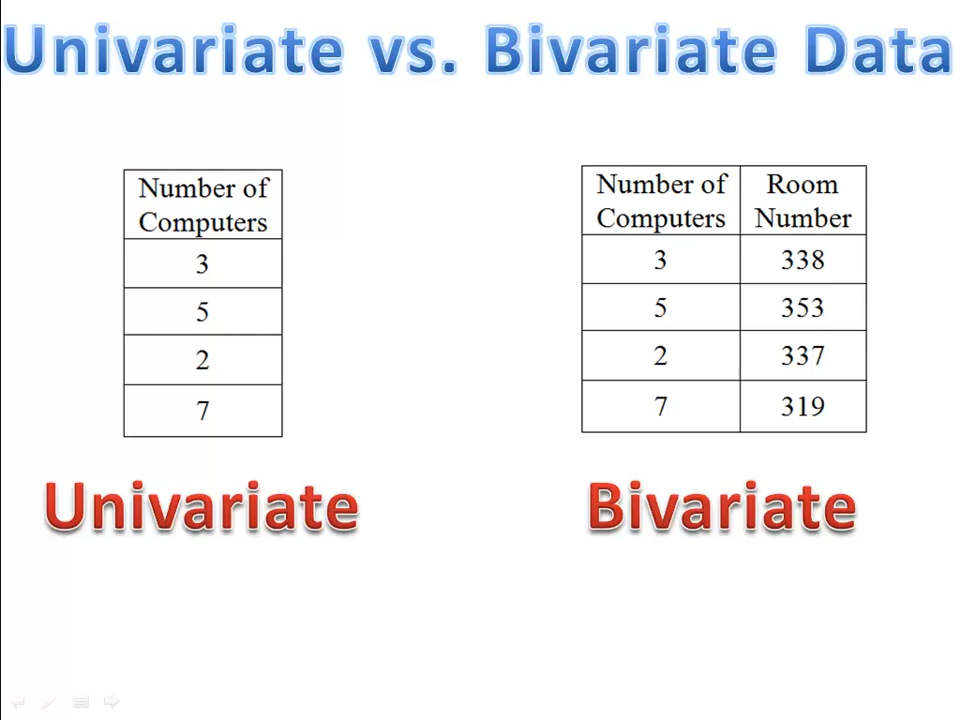 Univariate vs. Bivariate Data
Number of
Computers
3
5
2
7
Univariate
Number of Room
Computers Number
3 338
5 353
2 337
7 319
Bivariate